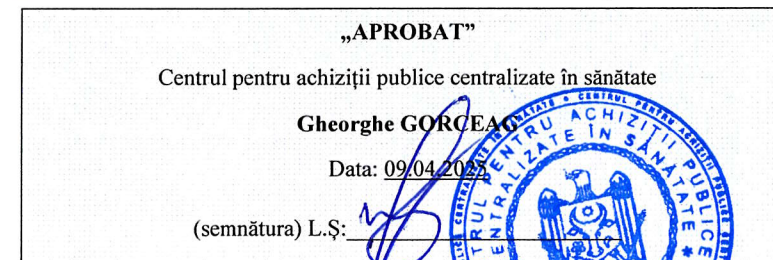 „APROBAT”
Centrul pentru achiziții publice centralizate în sănătate
Gheorghe GORCEAG
Data: 09.04.2025
(semnătura) L.Ș:
CENTRUL PENTRU ACHIZIȚII PUBLICE
CENTRALIZATE ÎN SĂNĂTATE